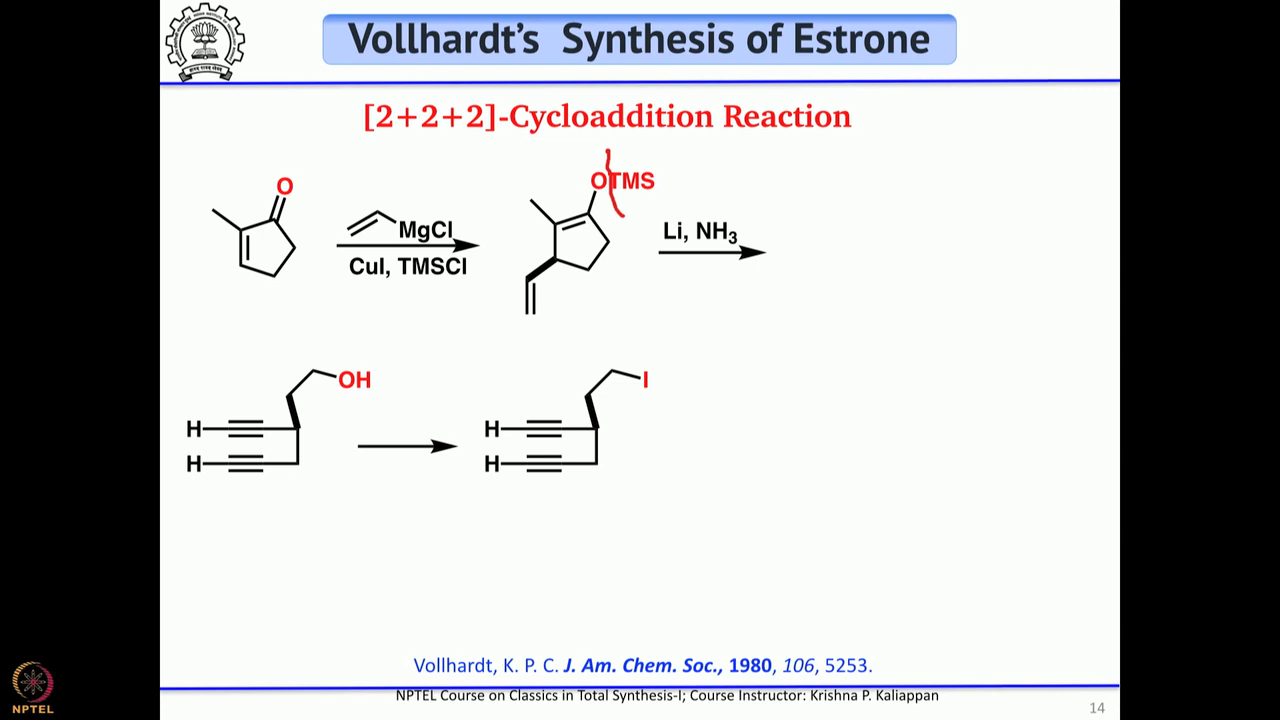 Vollhardt's Synthesis of Estrone
[2+2+2]-Cycloaddition Reaction
O
MgCl
CuI, TMSCl
OTMS
Li, NH3
OH
H
H
I
H
H
Vollhardt, K. P. C. J. Am. Chem. Soc., 1980, 106, 5253.
NPTEL Course on Classics in Total Synthesis-I; Course Instructor: Krishna P. Kaliappan
14
NPTEL